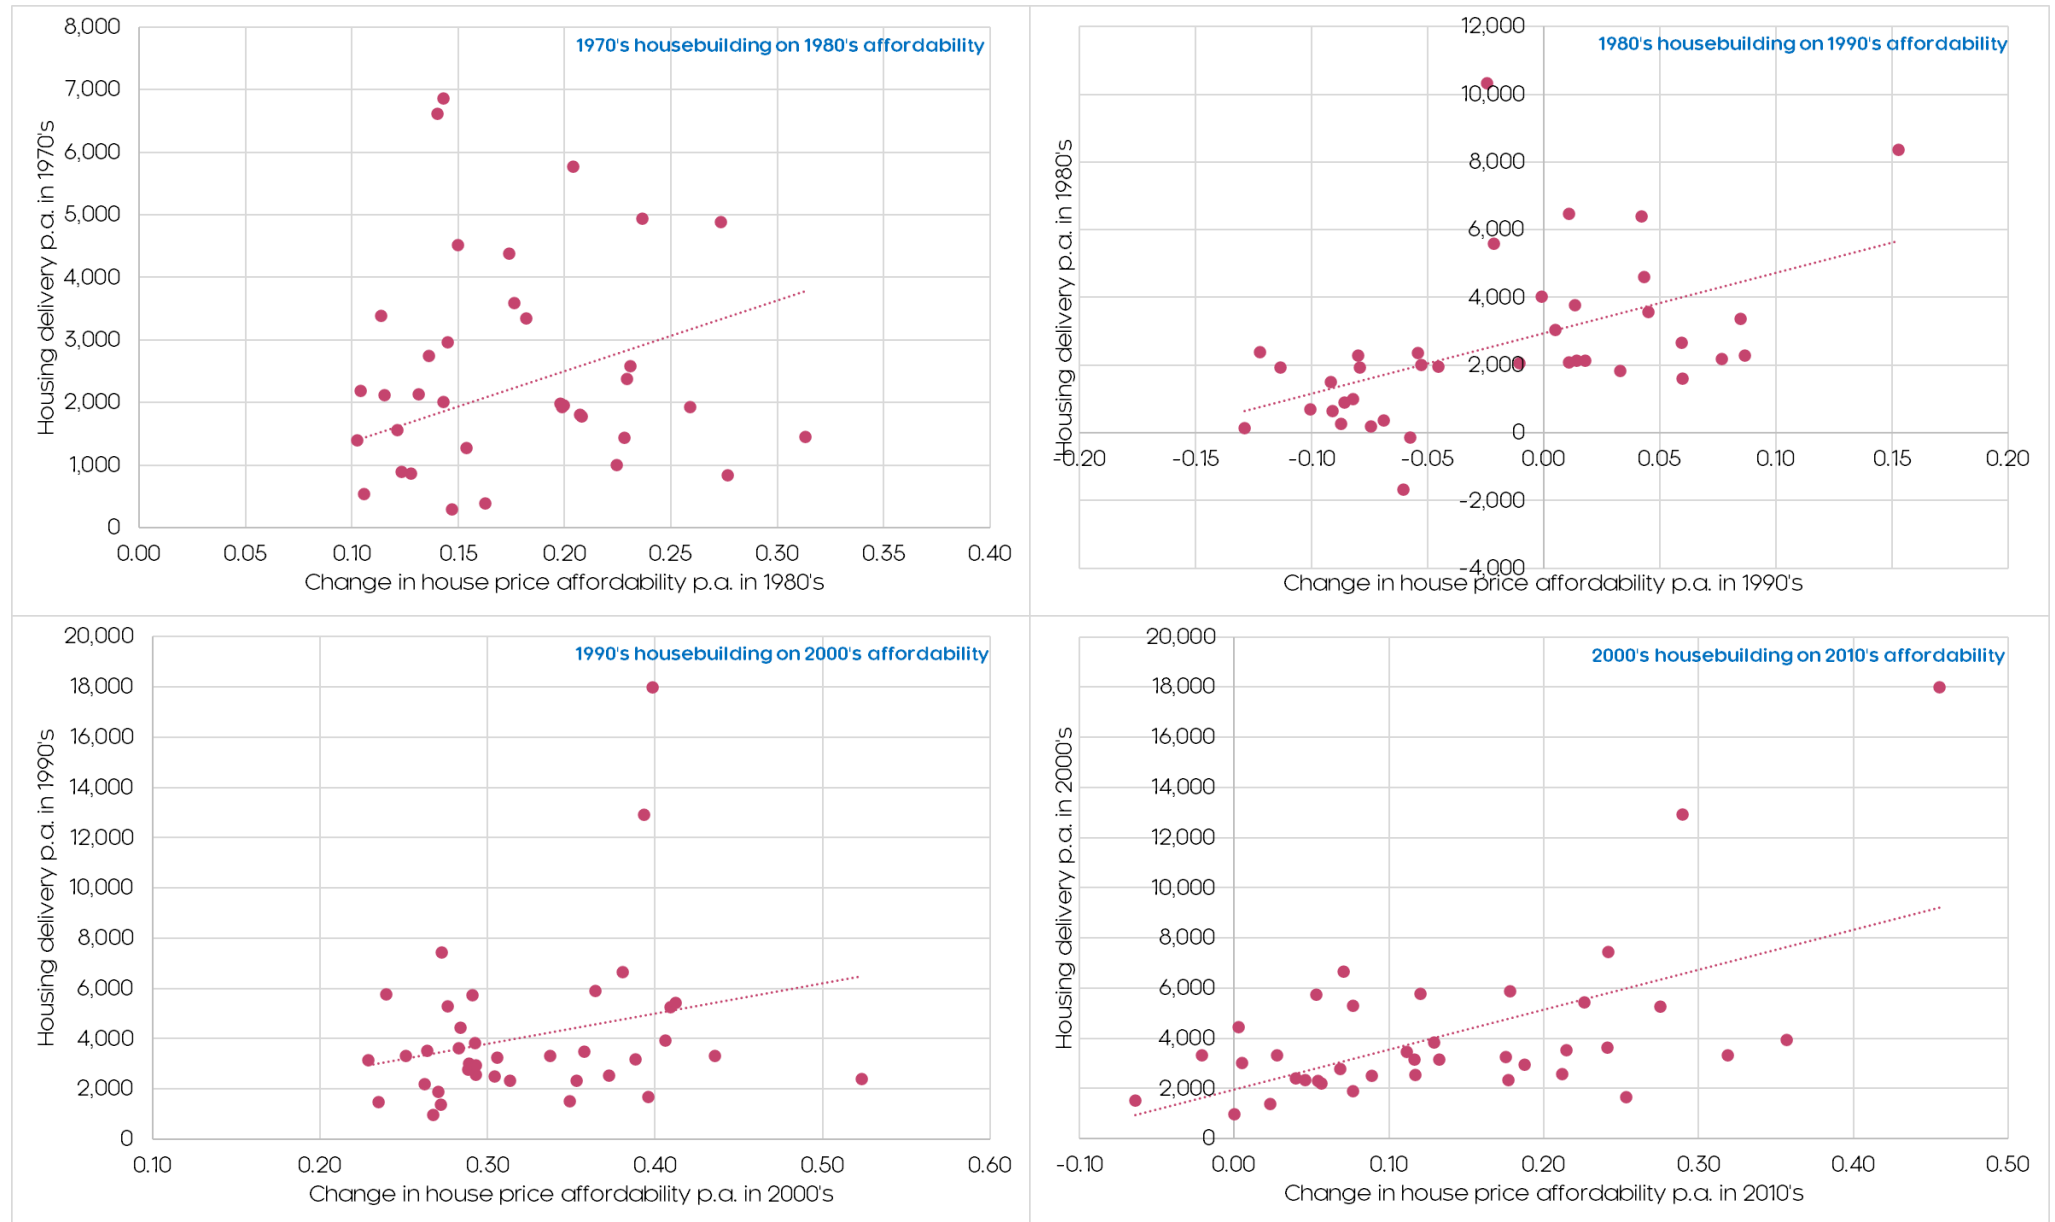 1970's housebuilding on 1980's affordability
Housing delivery p.a. in 1970's
8,000
7,000
6,000
5,000
4,000
3,000
2,000
1,000
0
0.00 0.05 0.10 0.15 0.20 0.25 0.30 0.35 0.40
Change in house price affordability p.a. in 1980's
1980's housebuilding on 1990's affordability
Housing delivery p.a. in 1980's
12,000
10,000
8,000
6,000
4,000
2,000
0
-2,000
-4,000
-0.20 -0.15 -0.10 -0.05 0.00 0.05 0.10 0.15 0.20
Change in house price affordability p.a. in 1990's
1990's housebuilding on 2000's affordability
Housing delivery p.a. in 1990's
20,000
18,000
16,000
14,000
12,000
10,000
8,000
6,000
4,000
2,000
0
0.10 0.20 0.30 0.40 0.50 0.60
Change in house price affordability p.a. in 2000's
2000's housebuilding on 2010's affordability
Housing delivery p.a. in 2000's
20,000
18,000
16,000
14,000
12,000
10,000
8,000
6,000
4,000
2,000
0
-0.10 0.00 0.10 0.20 0.30 0.40 0.50
Change in house price affordability p.a. in 2010's